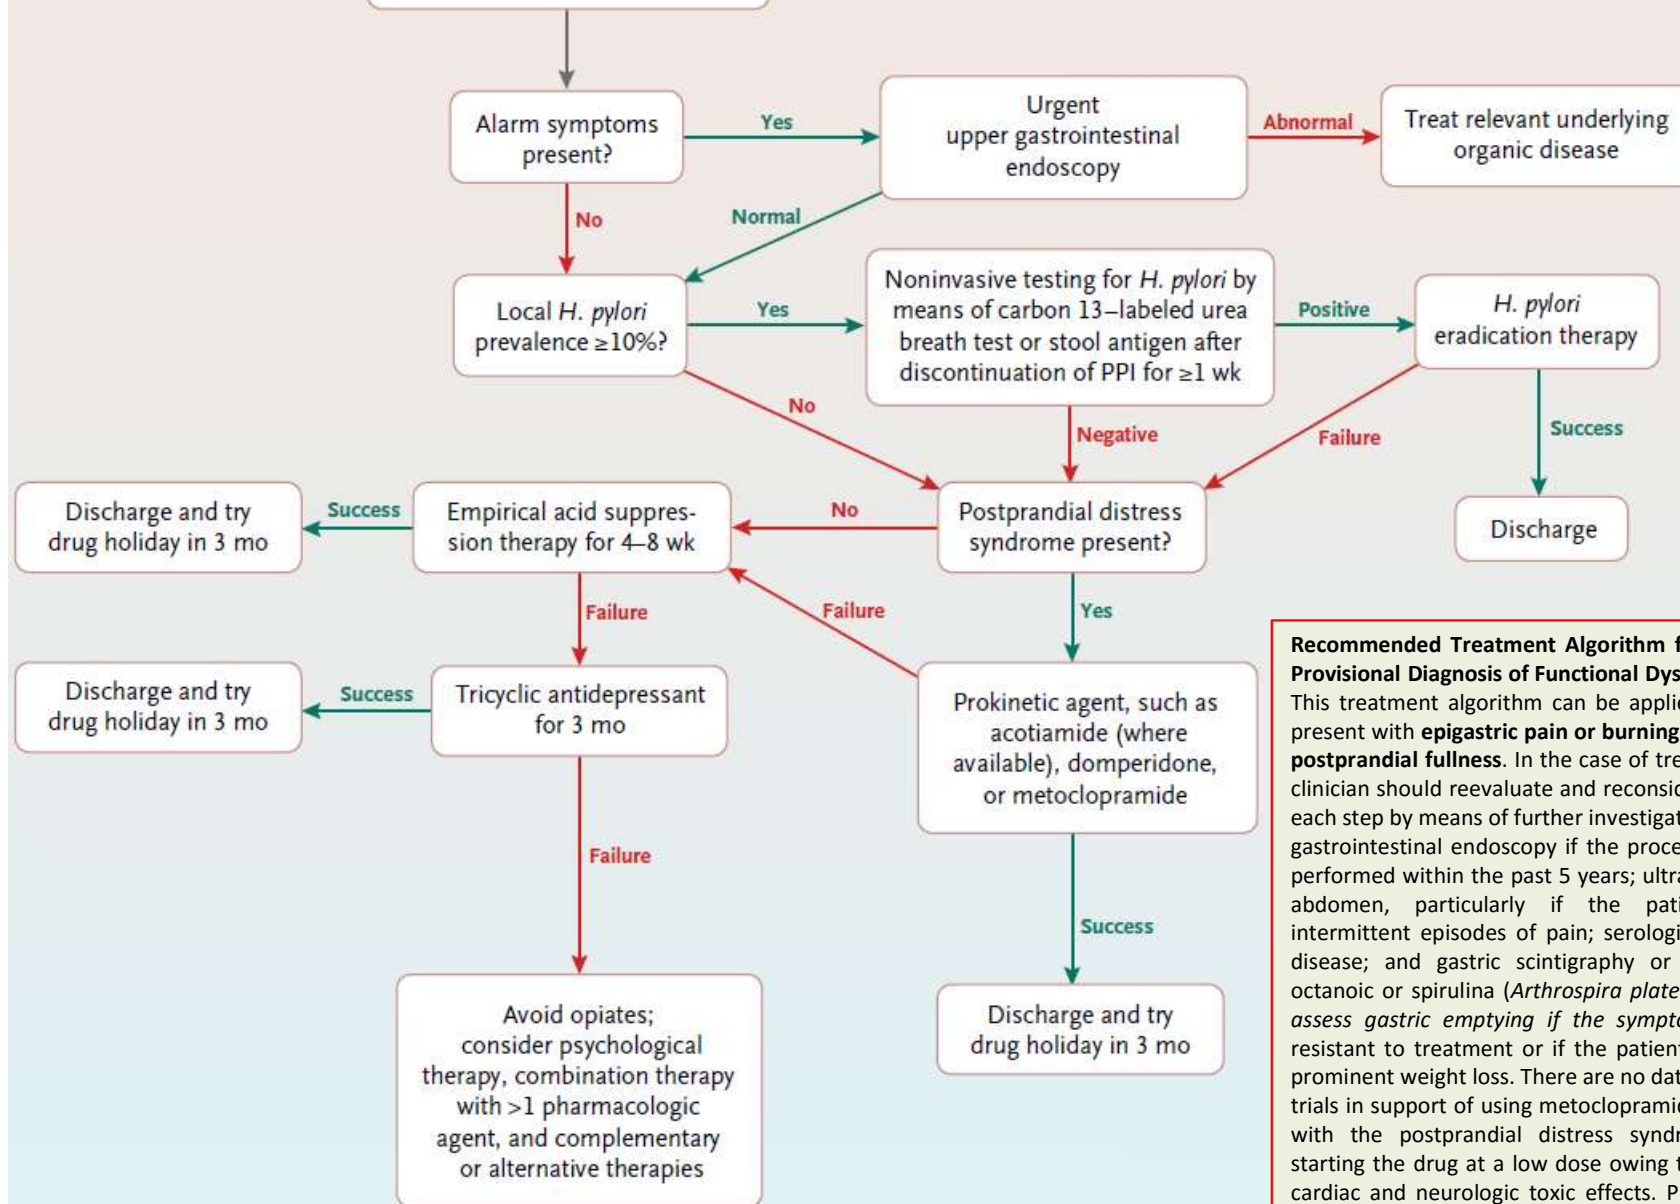 Alarm symptoms
present?
Yes
Urgent
upper gastrointestinal
endoscopy
Abnormal
Treat relevant underlying
organic disease
No
Normal
Local H. pylori
prevalence ≥10%?
Yes
Noninvasive testing for H. pylori by
means of carbon 13–labeled urea
breath test or stool antigen after
discontinuation of PPI for ≥1 wk
Positive
H. pylori
eradication therapy
No
Negative
Failure
Success
Discharge and try
drug holiday in 3 mo
Success
Empirical acid suppres-
sion therapy for 4–8 wk
No
Postprandial distress
syndrome present?
Discharge
Failure
Failure
Yes
Discharge and try
drug holiday in 3 mo
Success
Tricyclic antidepressant
for 3 mo
Prokinetic agent, such as
acotiamide (where
available), domperidone,
or metoclopramide
Failure
Success
Avoid opiates;
consider psychological
therapy, combination therapy
with >1 pharmacologic
agent, and complementary
or alternative therapies
Discharge and try
drug holiday in 3 mo
Recommended Treatment Algorithm
Provisional Diagnosis of Functional
This treatment algorithm can be
present with epigastric pain or burning
postprandial fullness. In the case of
clinician should reevaluate and
each step by means of further
gastrointestinal endoscopy if the
performed within the past 5 years;
abdomen, particularly if the
intermittent episodes of pain;
disease; and gastric scintigraphy or
octanoic or spirulina (Arthrospira
assess gastric emptying if the
resistant to treatment or if the patient
prominent weight loss. There are no
trials in support of using
with the postprandial distress
starting the drug at a low dose owing
cardiac and neurologic toxic effects.